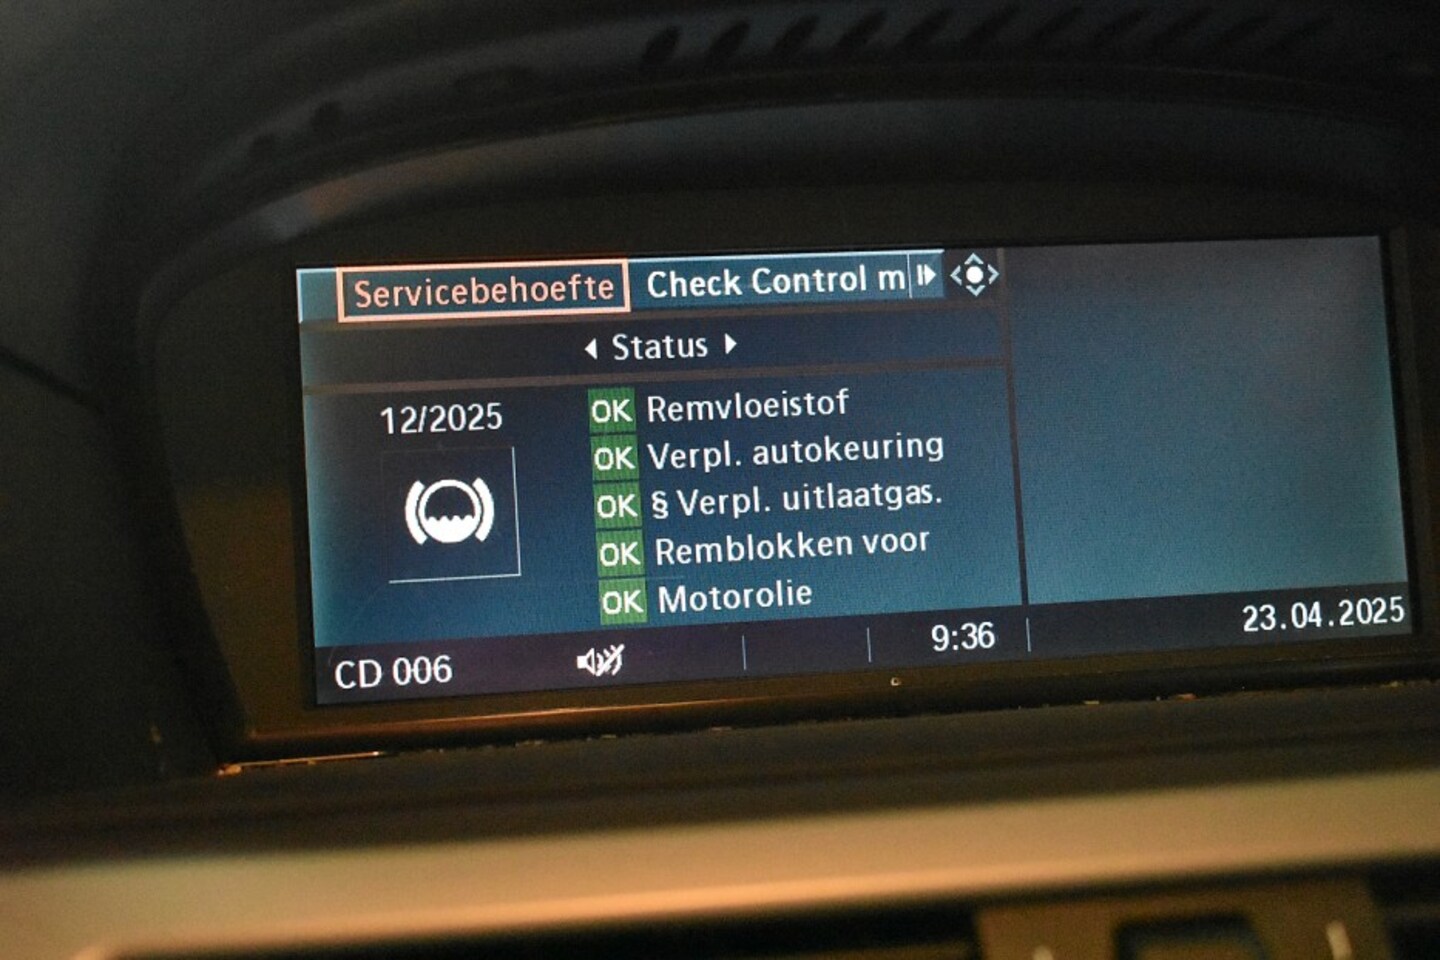 Servicebehoefte Check Control m
Status
12/2025
OK Remvloeistof
OK Verpl. autokeuring
OK § Verpl. uitlaatgas.
OK Remblokken voor
OK Motorolie
CD 006 9:36 23.04.2025